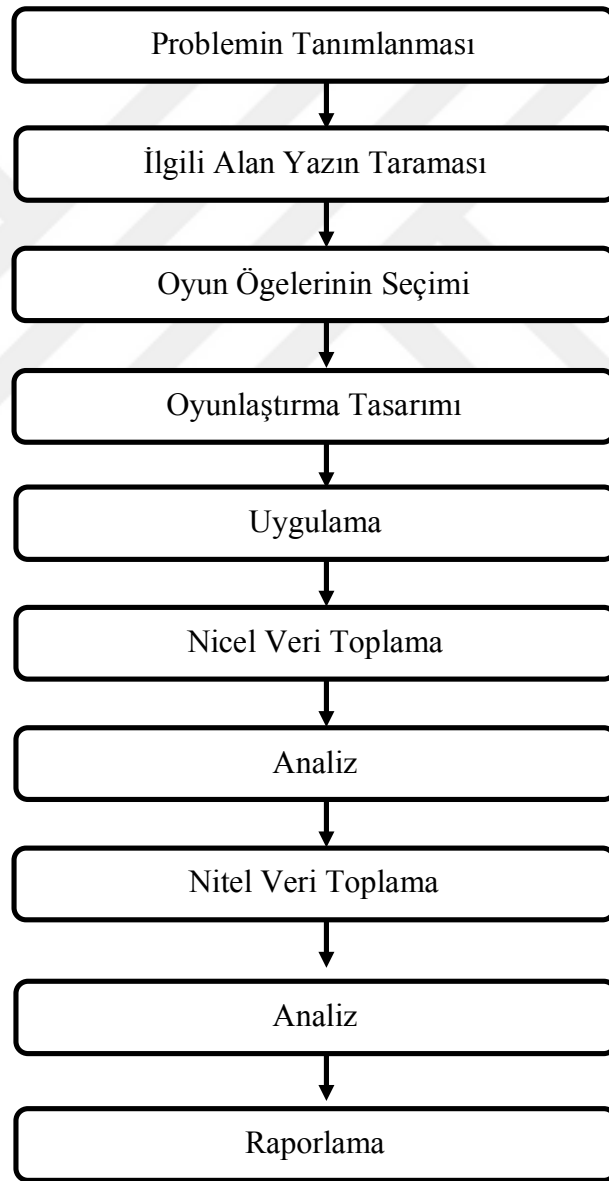 Problemin Tanımlanması
İlgili Alan Yazın Taraması
Oyun Ögelerinin Seçimi
Oyunlaştırma Tasarımı
Uygulama
Nicel Veri Toplama
Analiz
Nitel Veri Toplama
Analiz
Raporlama